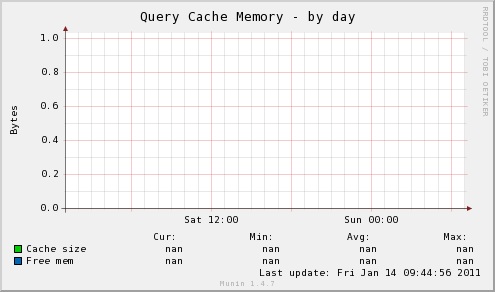 Query Cache Memory - by day
RRDTOOL / TOBI OETIKER
Bytes
1.0
0.8
0.6
0.4
0.2
0.0
Sat 12:00 Sun 00:00
Cur: Min: Avg: Max:
Cache size nan nan nan nan
Free mem nan nan nan nan
Last update: Fri Jan 14 09:44:56 2011
Munin 1.4.7